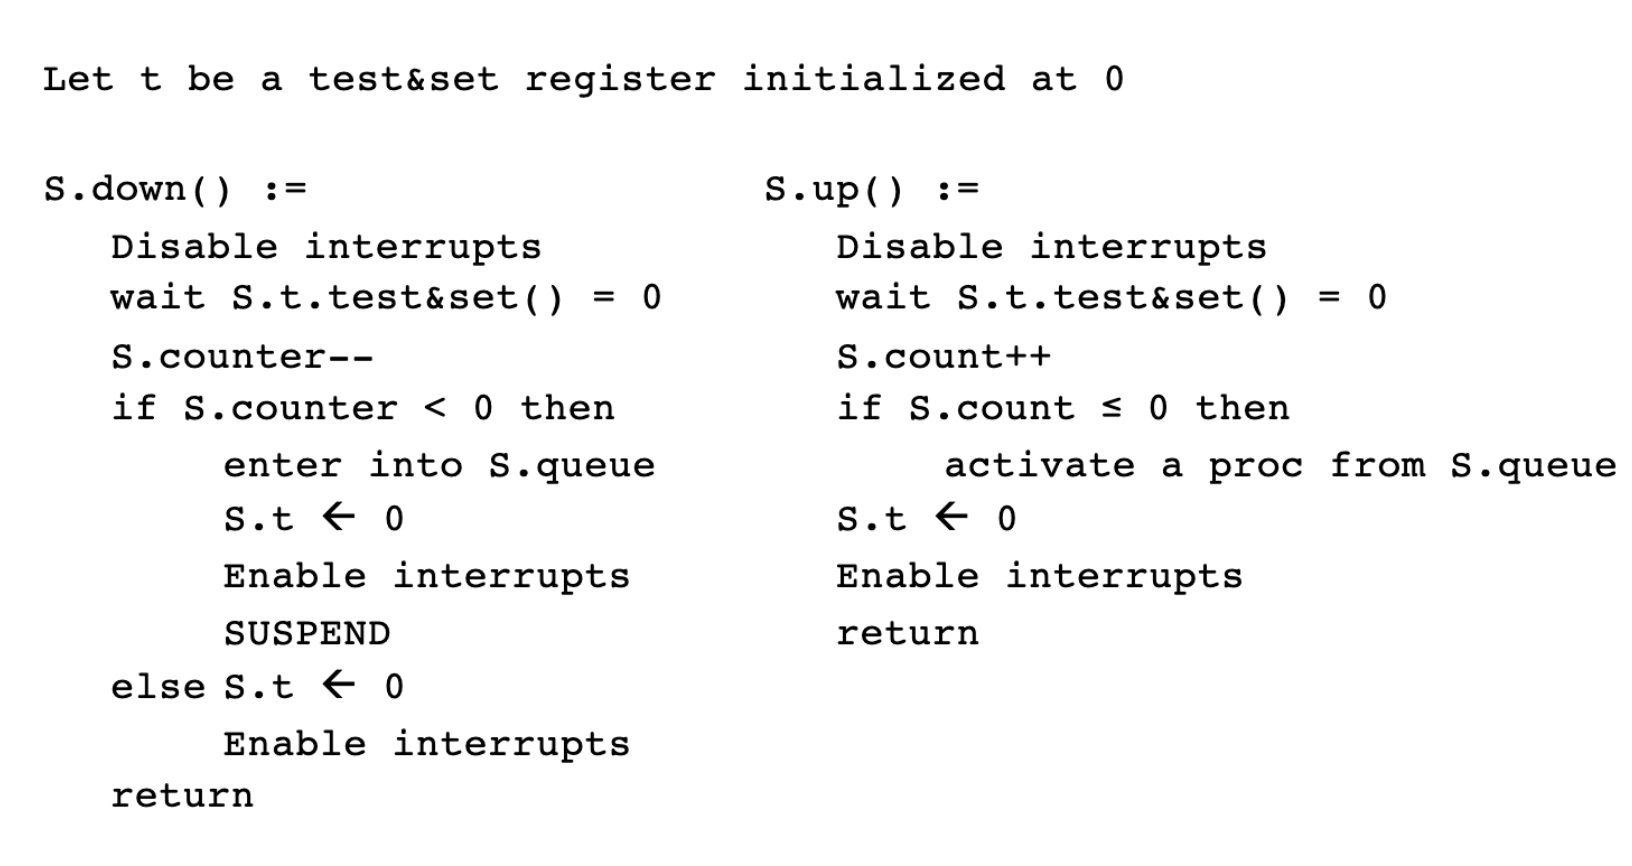 Let t be a test&set register initialized at 0
S.down() :=
Disable interrupts
wait S.t.test&set() = 0
S.counter--
if S.counter < 0 then
enter into S.queue
S.t ← 0
Enable interrupts
SUSPEND
else S.t ← 0
Enable interrupts
return
S.up() :=
Disable interrupts
wait S.t.test&set() = 0
S.count++
if S.count ≤ 0 then
activate a proc from S.queue
S.t ← 0
Enable interrupts
return